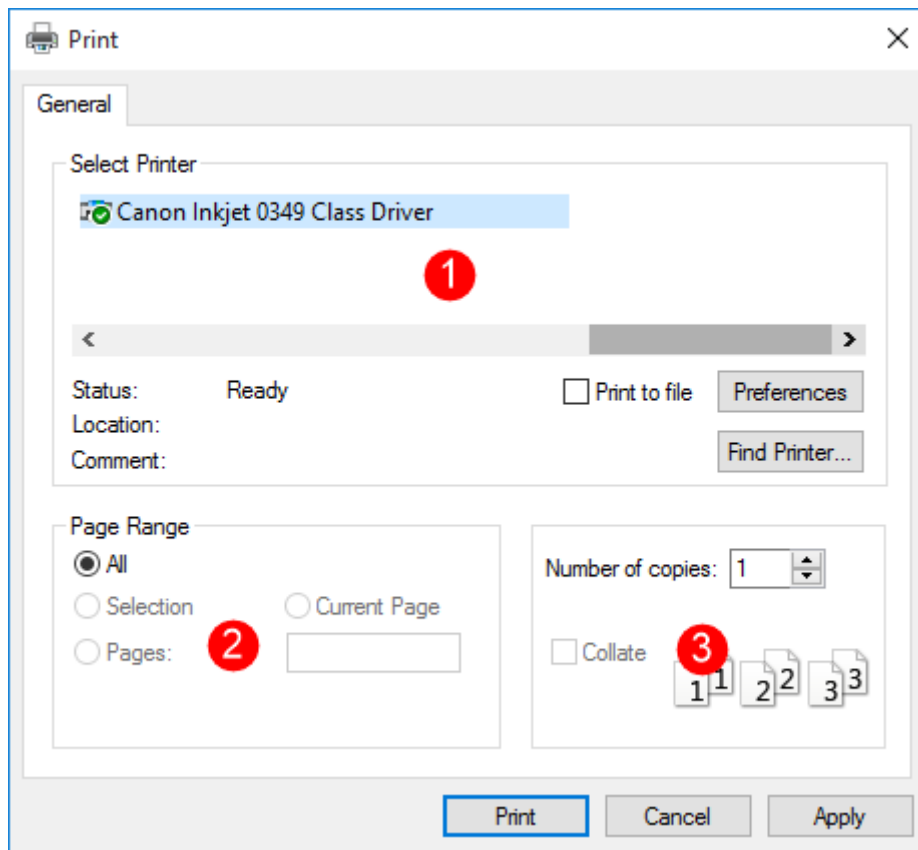 Print
General
Select Printer
Canon Inkjet 0349 Class Driver
1
Status: Ready
Print to file
Preferences
Location:
Comment:
Find Printer...
Page Range
All
Selection
Current Page
Pages:
2
Number of copies: 1
Collate
3
1 1 2 2 3 3
Print Cancel Apply